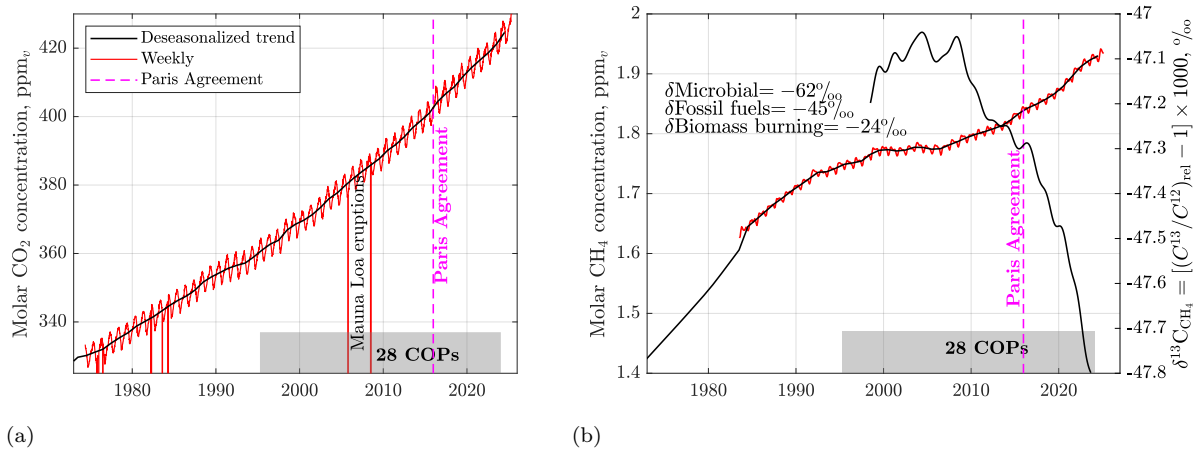 Molar CO₂ concentration, ppmᵥ
420
400
380
360
340
1980
1990
2000
2010
2020
Deseasonalized trend
Weekly
Paris Agreement
Mauna Loa eruptions
Paris Agreement
28 COPs
(a)
Molar CH₄ concentration, ppmᵥ
2
1.9
1.8
1.7
1.6
1.5
1.4
1980
1990
2000
2010
2020
δMicrobial= −62‰
δFossil fuels= −45‰
δBiomass burning= −24‰
Paris Agreement
28 COPs
-47
-47.1
-47.2
-47.3
-47.4
-47.5
-47.6
-47.7
-47.8
δ¹³C_CH₄ = [(C¹³/C¹²)_rel − 1] × 1000, ‰
(b)